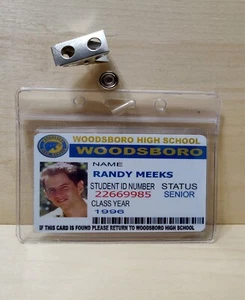 WOODSBORO HIGH SCHOOL
WOODSBORO
NAME
RANDY MEEKS
STUDENT ID NUMBER STATUS
22669985 SENIOR
CLASS YEAR
1996
IF THIS CARD IS FOUND PLEASE RETURN TO WOODSBORO HIGH SCHOOL